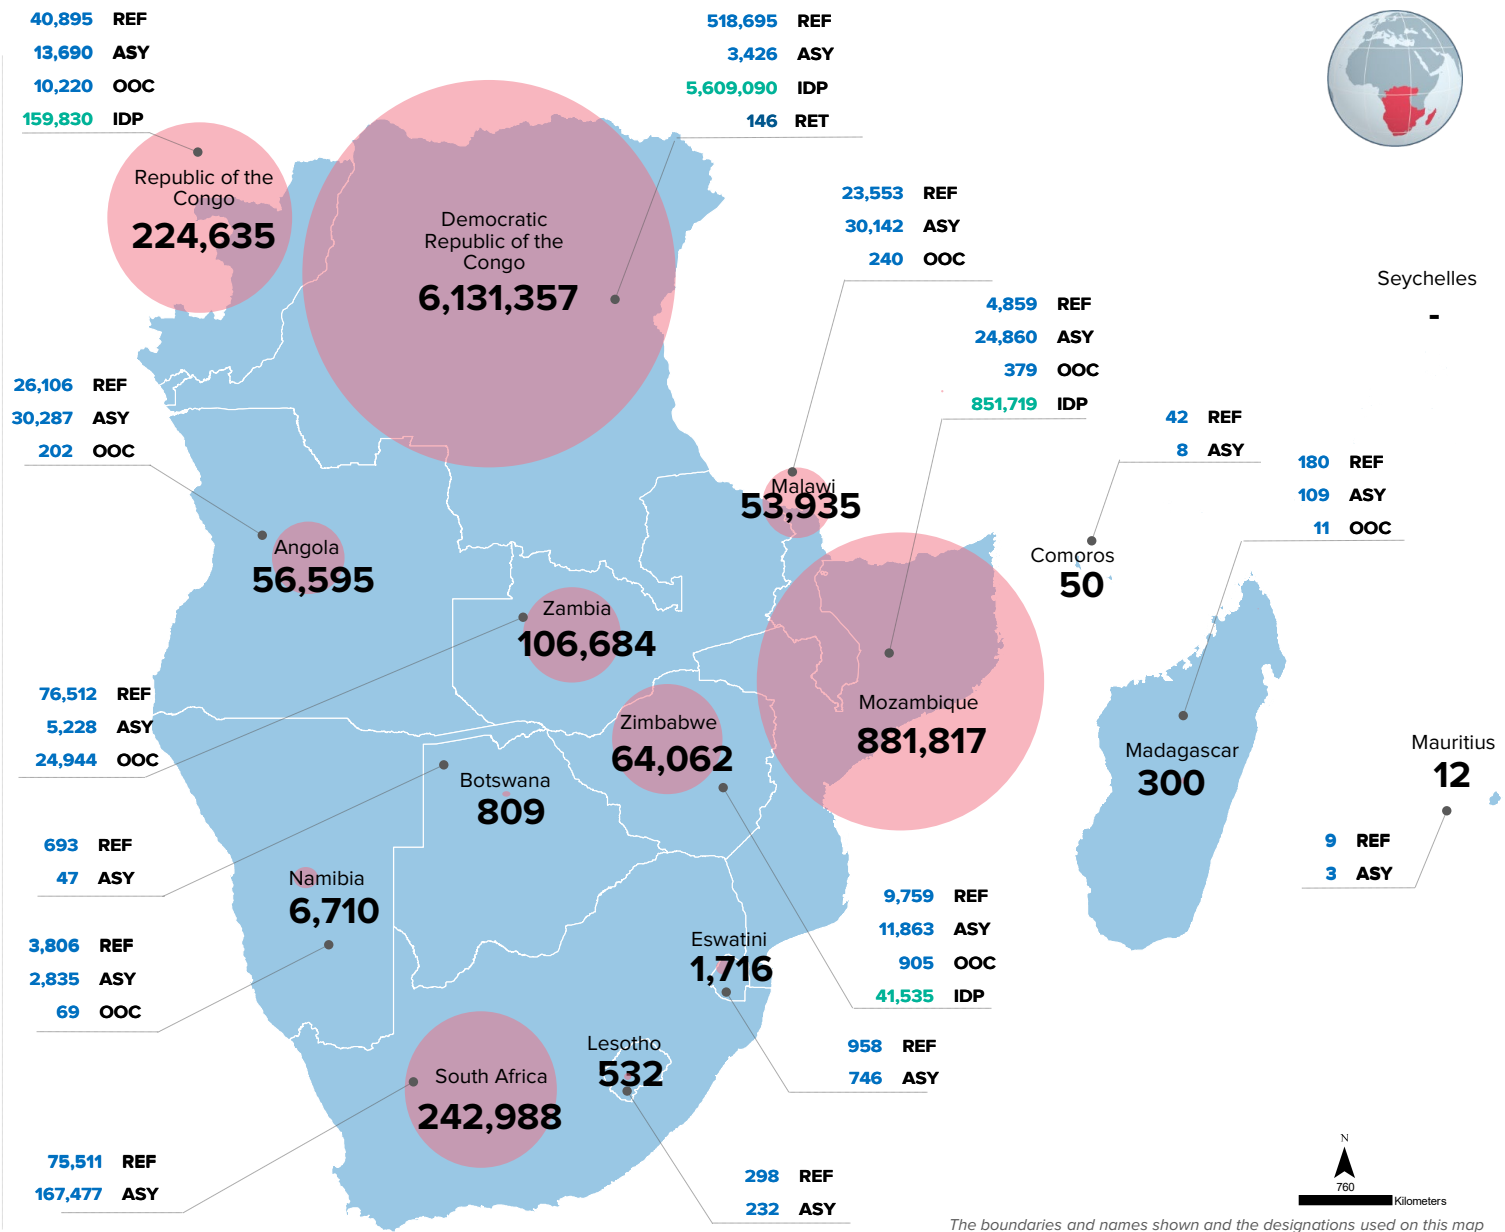 40,895 REF
13,690 ASY
10,220 OOC
159,830 IDP
518,695 REF
3,426 ASY
5,609,090 IDP
146 RET
Republic of the
Congo
224,635
Democratic
Republic of the
Congo
6,131,357
23,553 REF
30,142 ASY
240 OOC
Seychelles
-
4,859 REF
24,860 ASY
379 OOC
851,719 IDP
26,106 REF
30,287 ASY
202 OOC
42 REF
8 ASY
180 REF
109 ASY
11 OOC
Malawi
53,935
Angola
56,595
Comoros
50
Zambia
106,684
76,512 REF
5,228 ASY
24,944 OOC
Mozambique
881,817
Zimbabwe
64,062
Madagascar
300
Mauritius
12
Botswana
809
693 REF
47 ASY
9 REF
3 ASY
Namibia
6,710
9,759 REF
11,863 ASY
905 OOC
41,535 IDP
3,806 REF
2,835 ASY
69 OOC
Eswatini
1,716
958 REF
746 ASY
Lesotho
532
South Africa
242,988
75,511 REF
167,477 ASY
298 REF
232 ASY
N
760
Kilometers
The boundaries and names shown and the designations used on this map